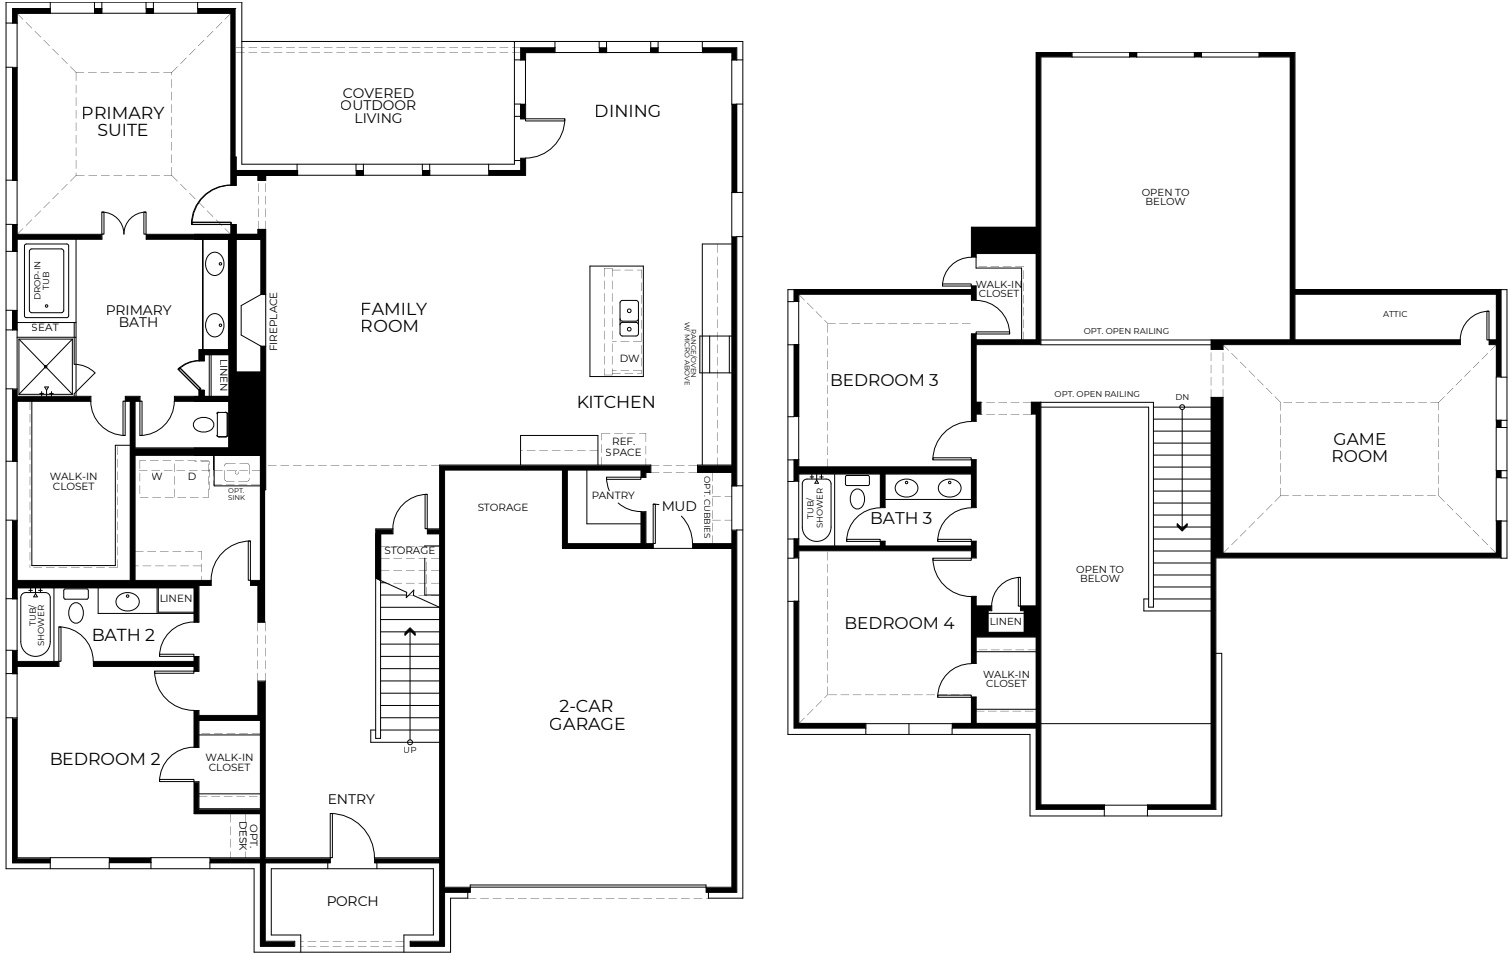 PRIMARY
SUITE
COVERED
OUTDOOR
LIVING
DINING
DROP-IN
TUB
SEAT
PRIMARY
BATH
LINEN
FIREPLACE
FAMILY
ROOM
DW
RANGE/OVEN
W/ MICRO ABOVE
KITCHEN
REF.
SPACE
WALK-IN
CLOSET
W
D
OPT.
SINK
STORAGE
PANTRY
MUD
OPT. CUBBIES
STORAGE
TUB/
SHOWER
LINEN
BATH 2
BEDROOM 2
WALK-IN
CLOSET
OPT.
DESK
UP
2-CAR
GARAGE
ENTRY
PORCH
OPEN TO
BELOW
WALK-IN
CLOSET
OPT. OPEN RAILING
ATTIC
BEDROOM 3
OPT. OPEN RAILING
DN
GAME
ROOM
TUB/
SHOWER
BATH 3
OPEN TO
BELOW
BEDROOM 4
LINEN
WALK-IN
CLOSET